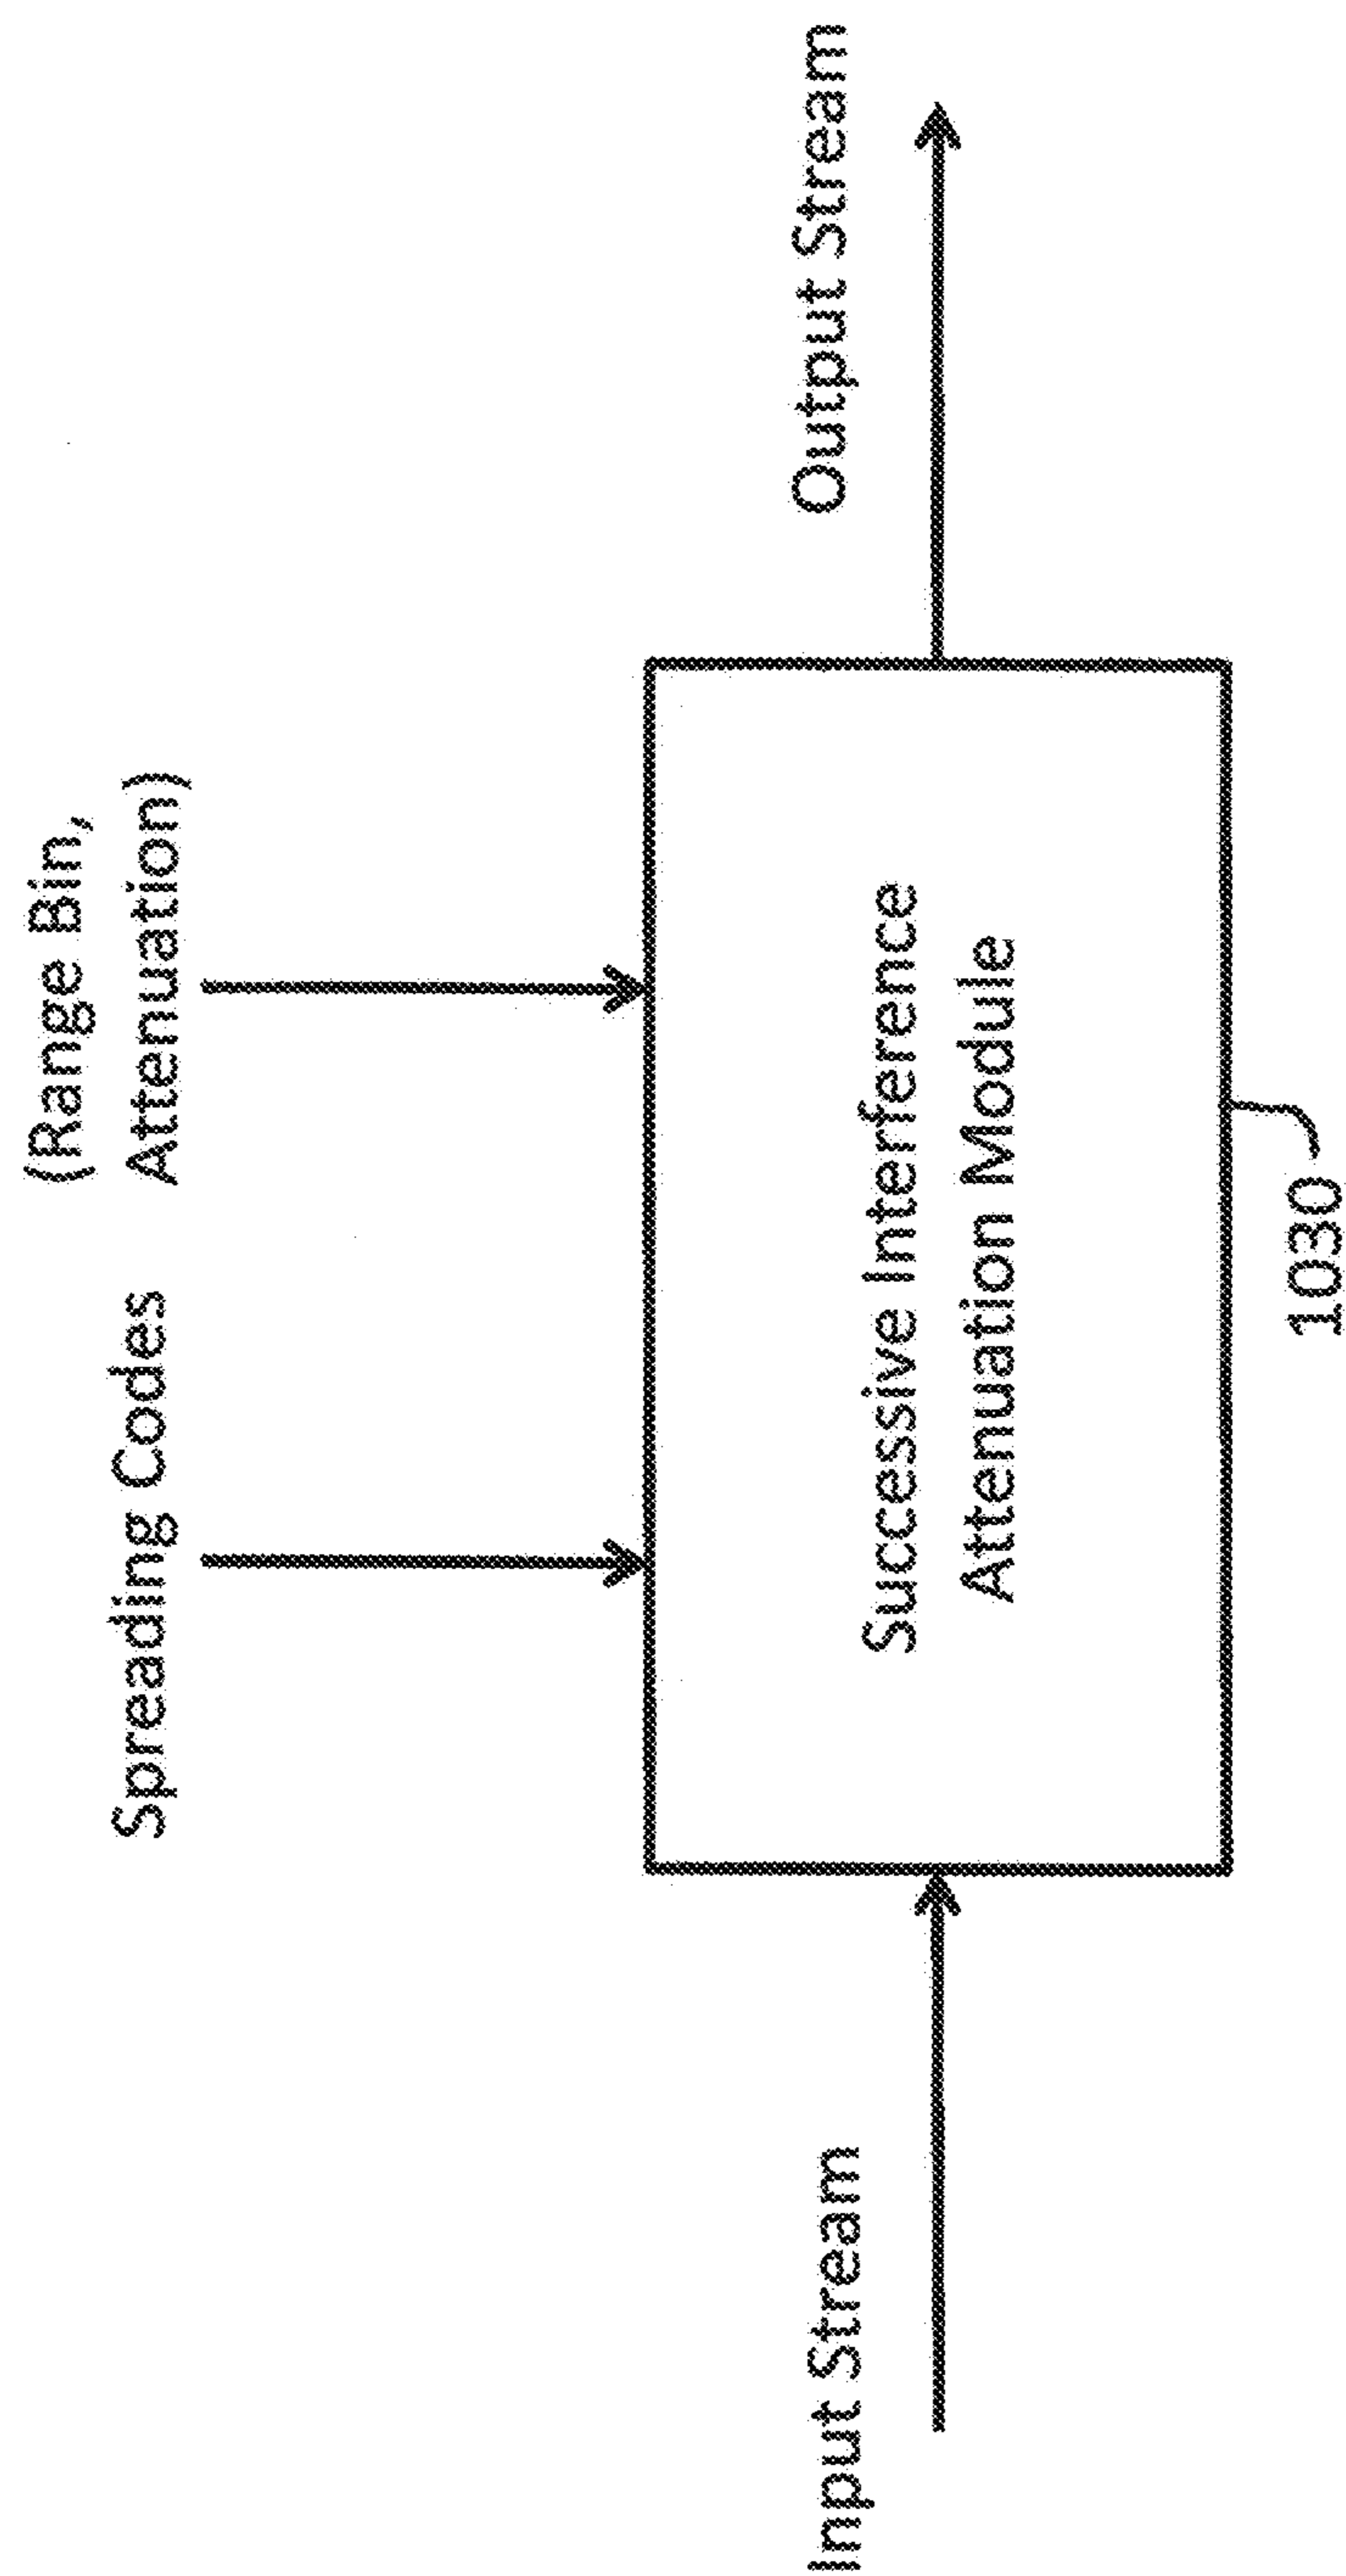 (Range Bin,
Attenuation)
Spreading Codes
Input Stream
Successive Interference
Attenuation Module
Output Stream
1030